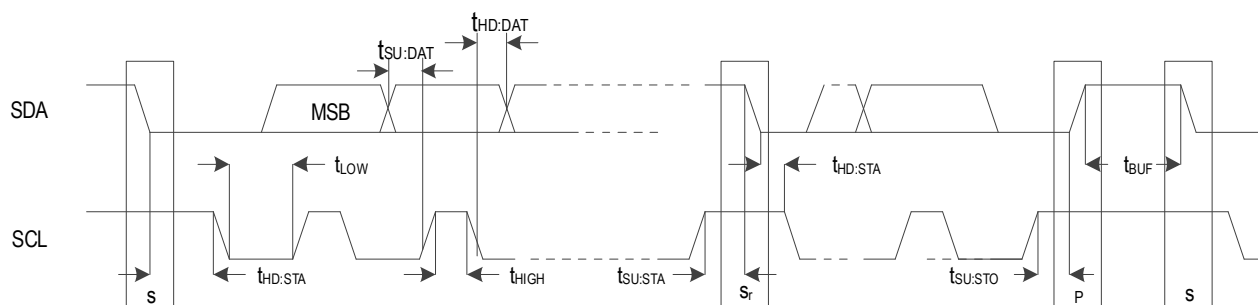 tHD:DAT
tSU:DAT
SDA
MSB
tLOW
tHD:STA
tBUF
SCL
tHD:STA
tHIGH
tSU:STA
tSU:STO
S
Sr
P
S